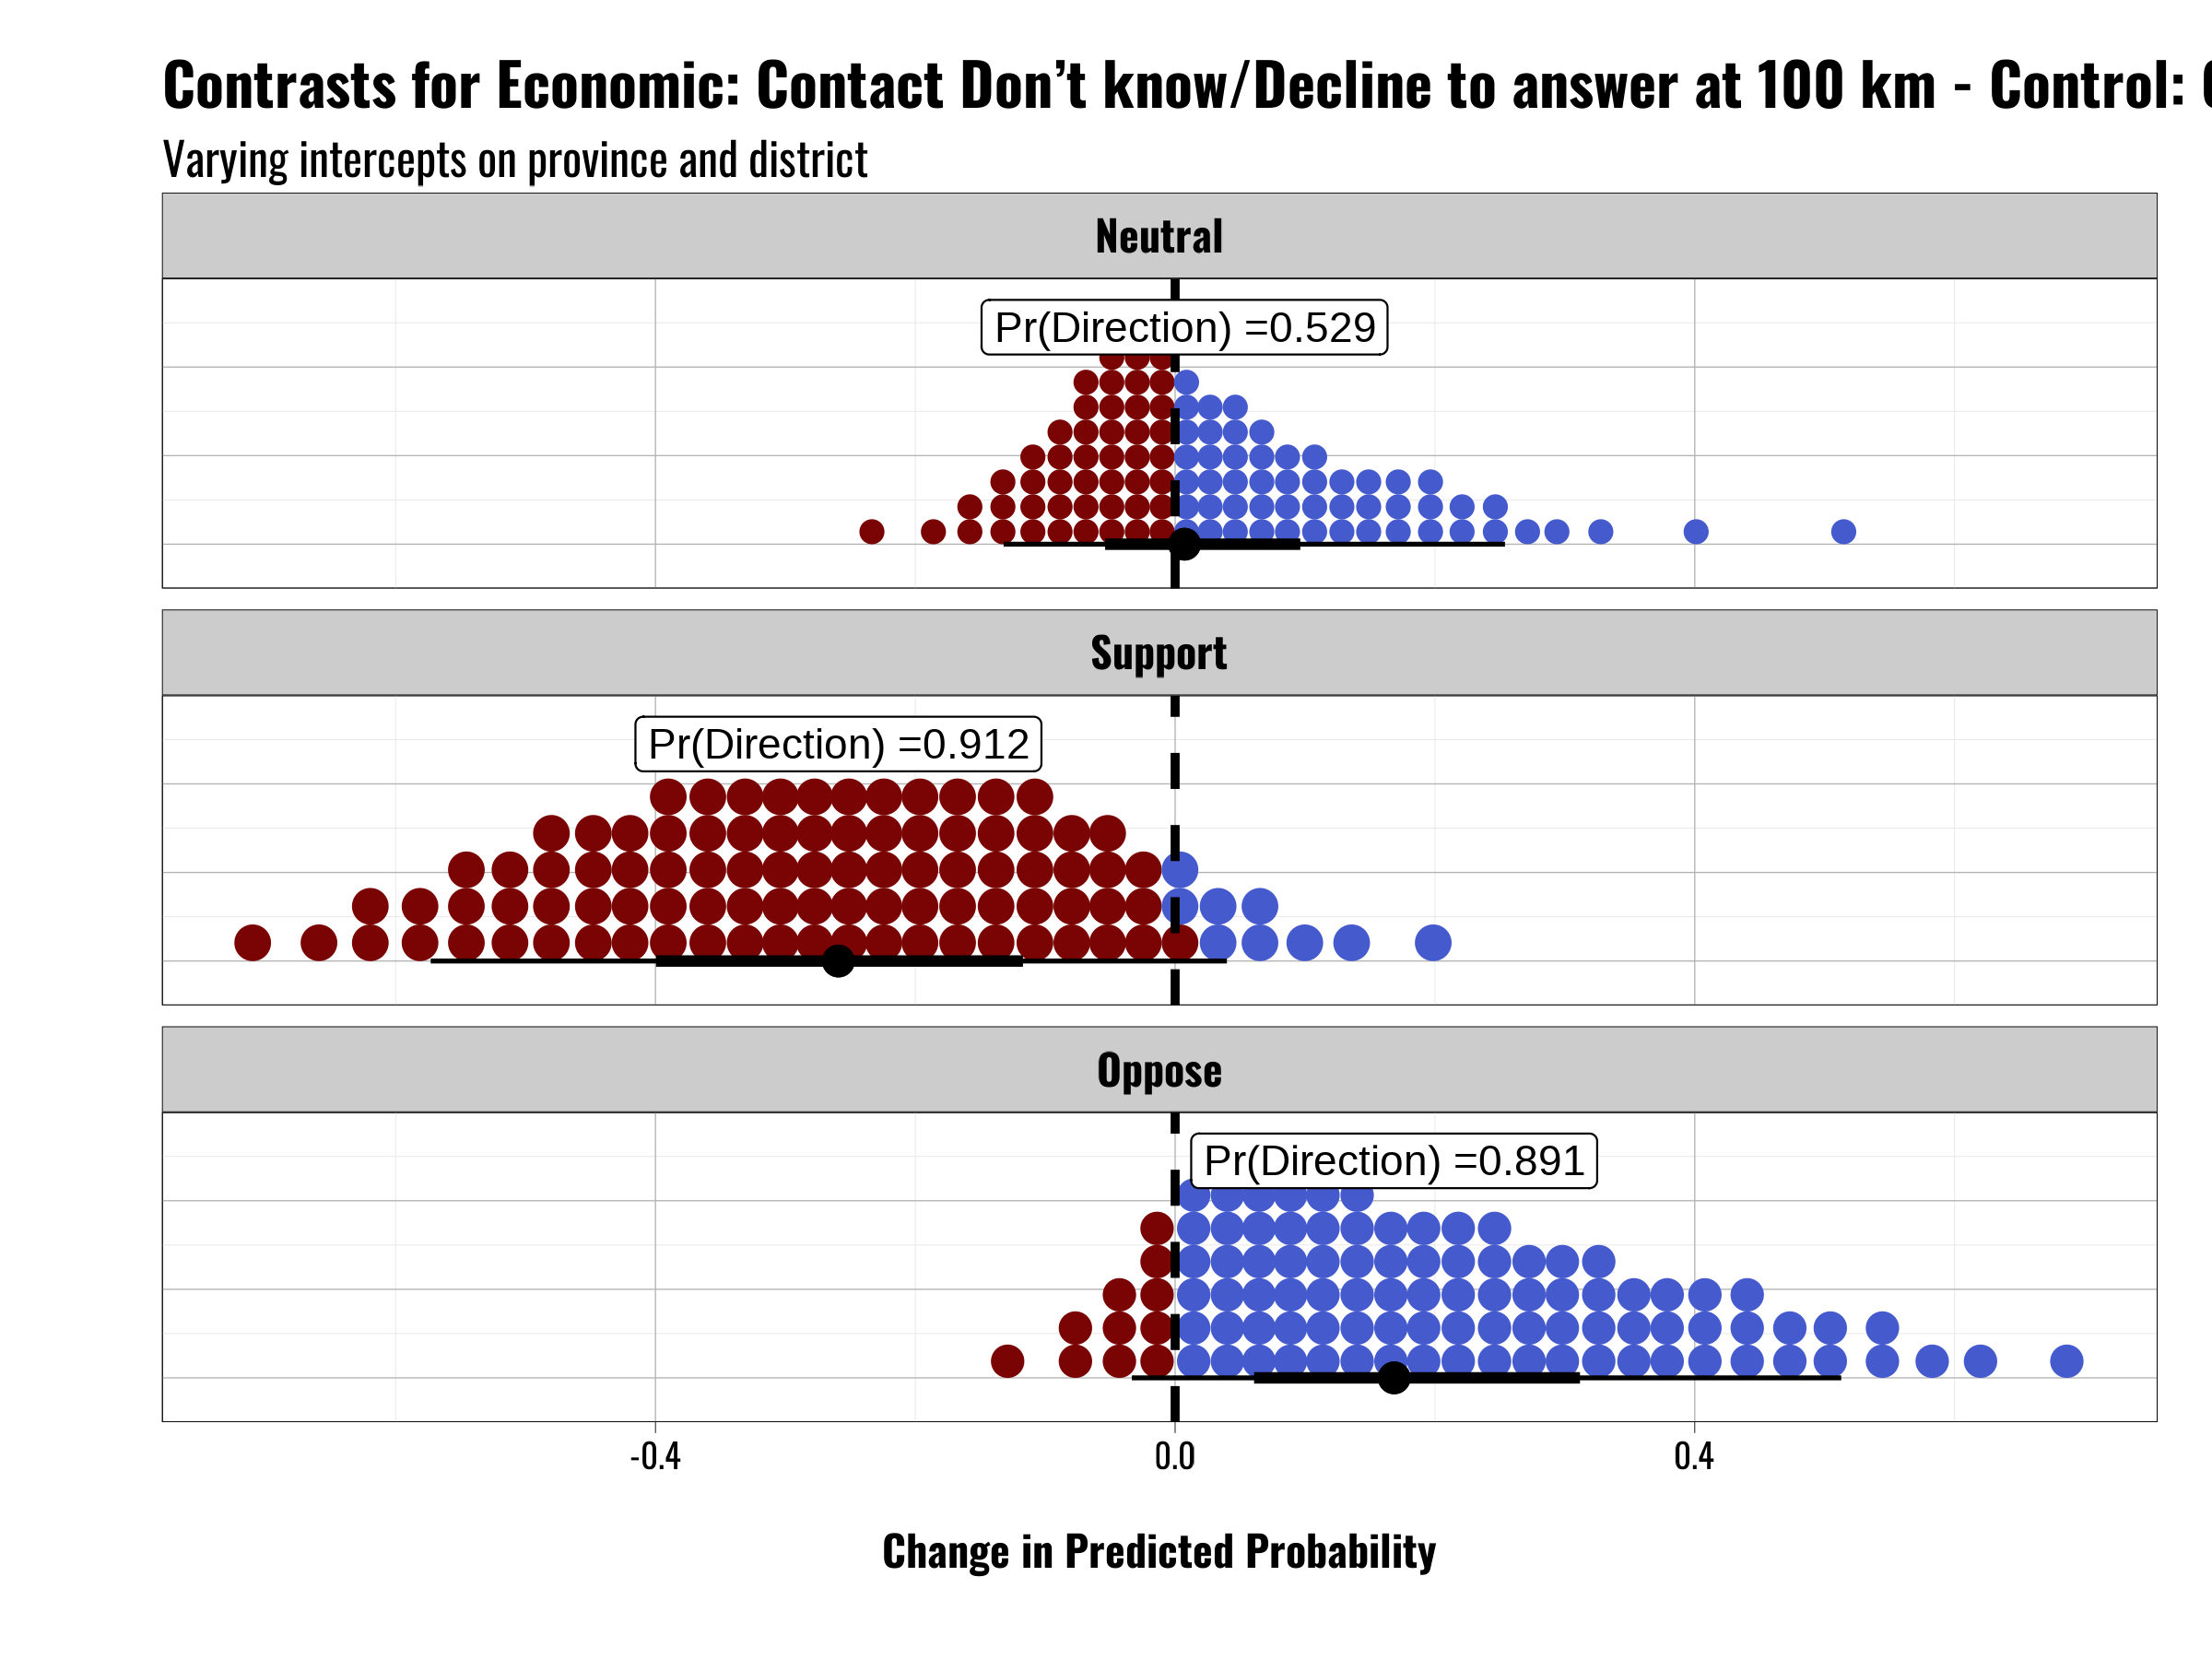 Contrasts for Economic: Contact Don’t know/Decline to answer at 100 km - Control:
Varying intercepts on province and district
Neutral
Pr(Direction) =0.529
Support
Pr(Direction) =0.912
Oppose
Pr(Direction) =0.891
-0.4 0.0 0.4
Change in Predicted Probability